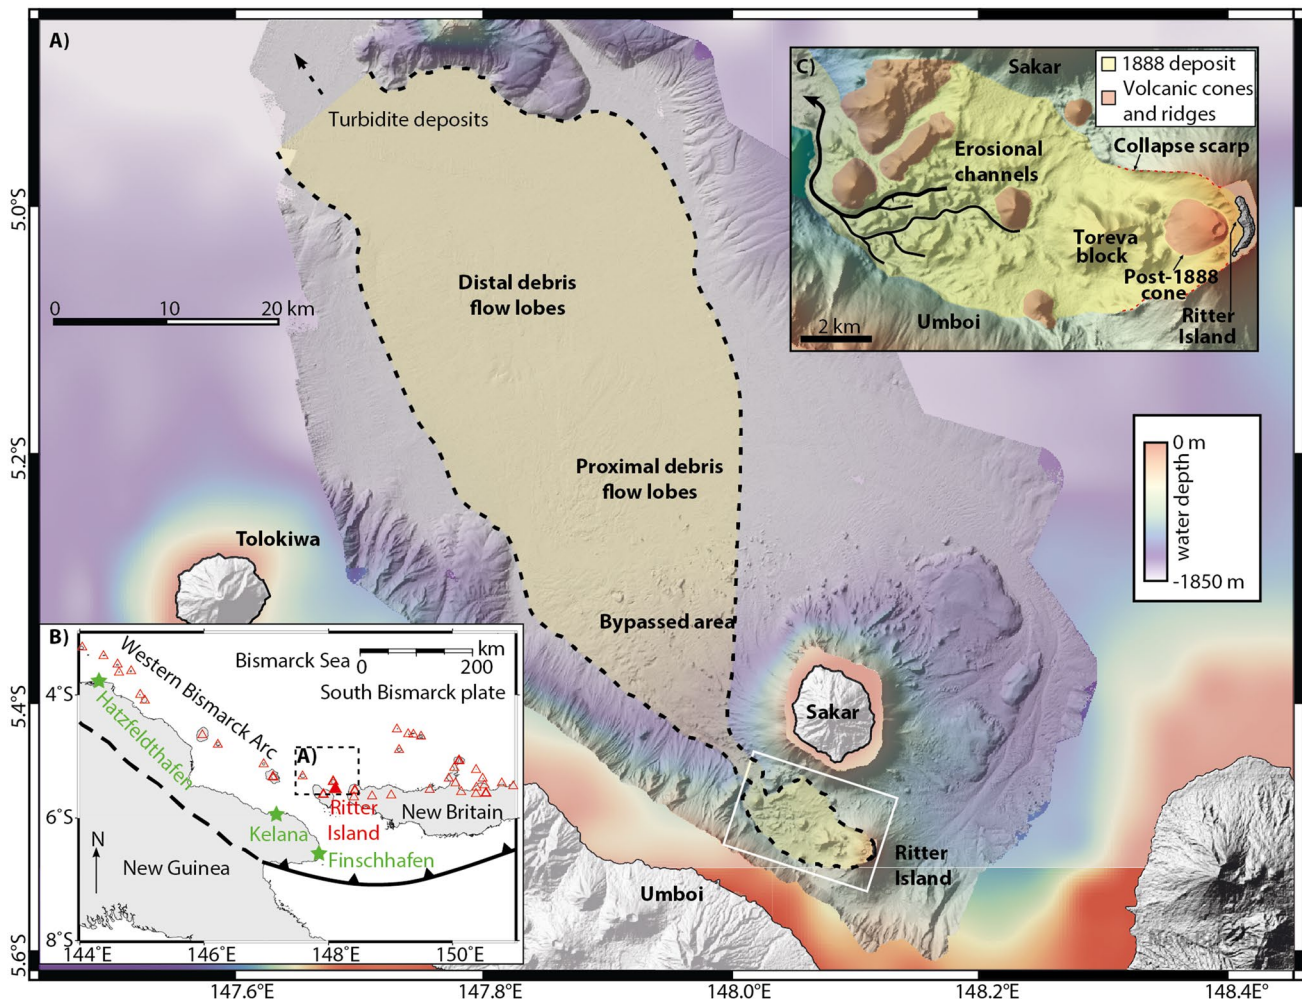 A)
Turbidite deposits
5.0°S
0 10 20 km
Distal debris
flow lobes
5.2°S
Proximal debris
flow lobes
Tolokiwa
Bypassed area
Sakar
5.4°S
Ritter
Island
Umboi
5.6°S
147.6°E 147.8°E 148.0°E 148.2°E 148.4°E
C)
Sakar
1888 deposit
Volcanic cones
and ridges
Collapse scarp
Erosional
channels
Toreva
block
Post-1888
cone
Ritter
Island
Umboi
2 km
0 m
water depth
-1850 m
B)
Western Bismarck Arc
Bismarck Sea
0 200
km
South Bismarck plate
4°S
Hatzfeldthafen
A)
Ritter
Island
New Britain
6°S
Kelana
Finschhafen
N
New Guinea
8°S
144°E 146°E 148°E 150°E